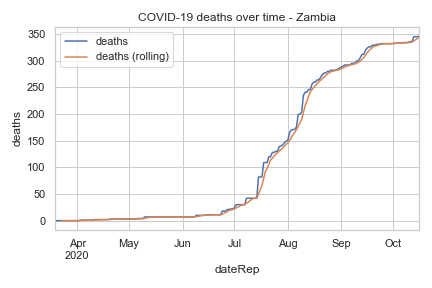 COVID-19 deaths over time - Zambia
deaths
deaths (rolling)
350
300
250
200
150
100
50
0
deaths
Apr
2020
May
Jun
Jul
Aug
Sep
Oct
dateRep